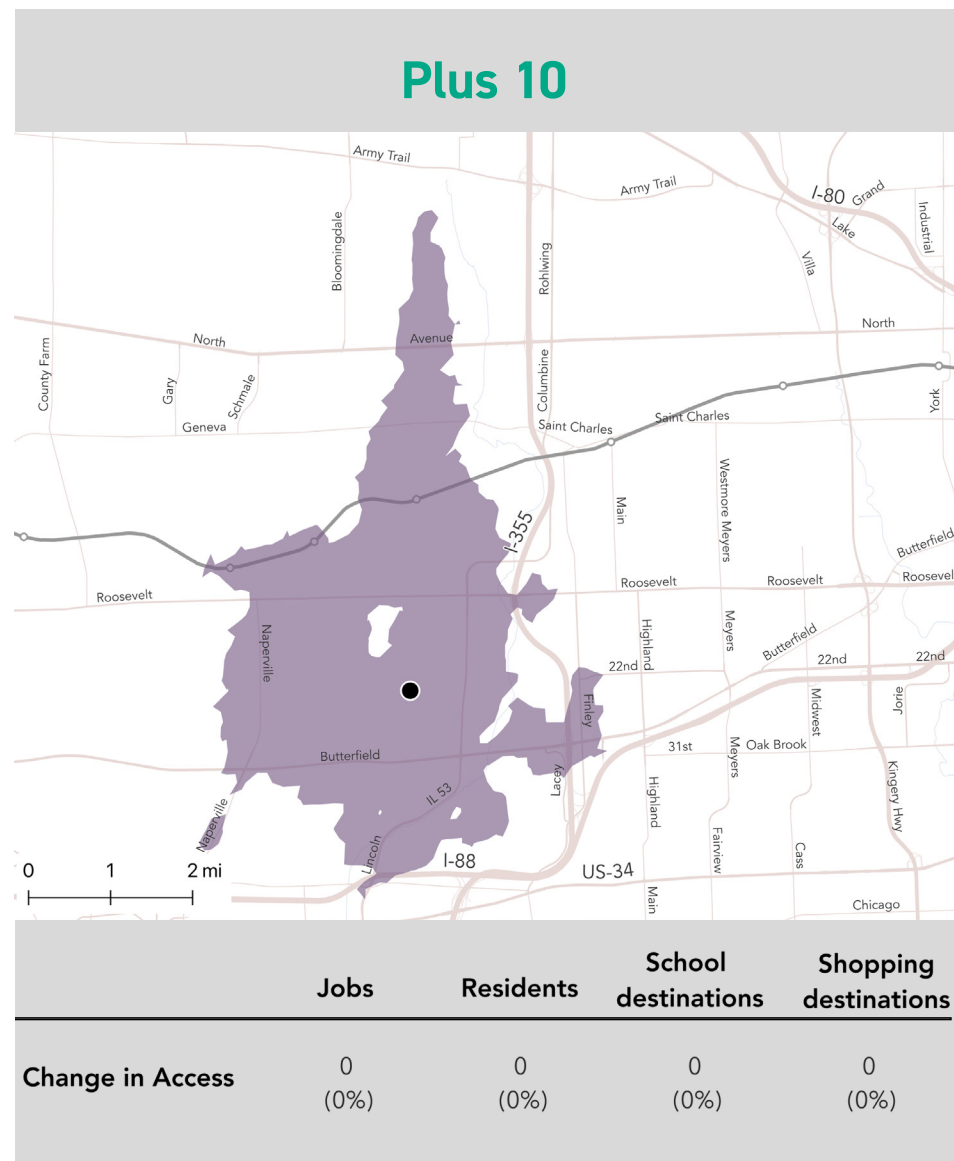 Plus 10
Army Trail
Army Trail
I-80
Grand
Lake
Industrial
Bloomingdale
Rohlwing
Villa
North
Avenue
North
County Farm
Gary
Schmale
Columbine
York
Geneva
Saint Charles
Saint Charles
Main
Westmore Meyers
I-355
Butterfield
Roosevelt
Roosevelt
Roosevelt
Roosevel
Naperville
Highland
Meyers
Butterfield
22nd
22nd
22nd
Finley
Midwest
Jorie
Butterfield
31st
Oak Brook
Meyers
Lacey
Highland
Kingery Hwy
IL 53
Naperville
Lincoln
Fairview
Cass
I-88
US-34
0 1 2 mi
Main
Chicago
Jobs Residents School destinations Shopping destinations
Change in Access
0 0 0 0
(0%) (0%) (0%) (0%)